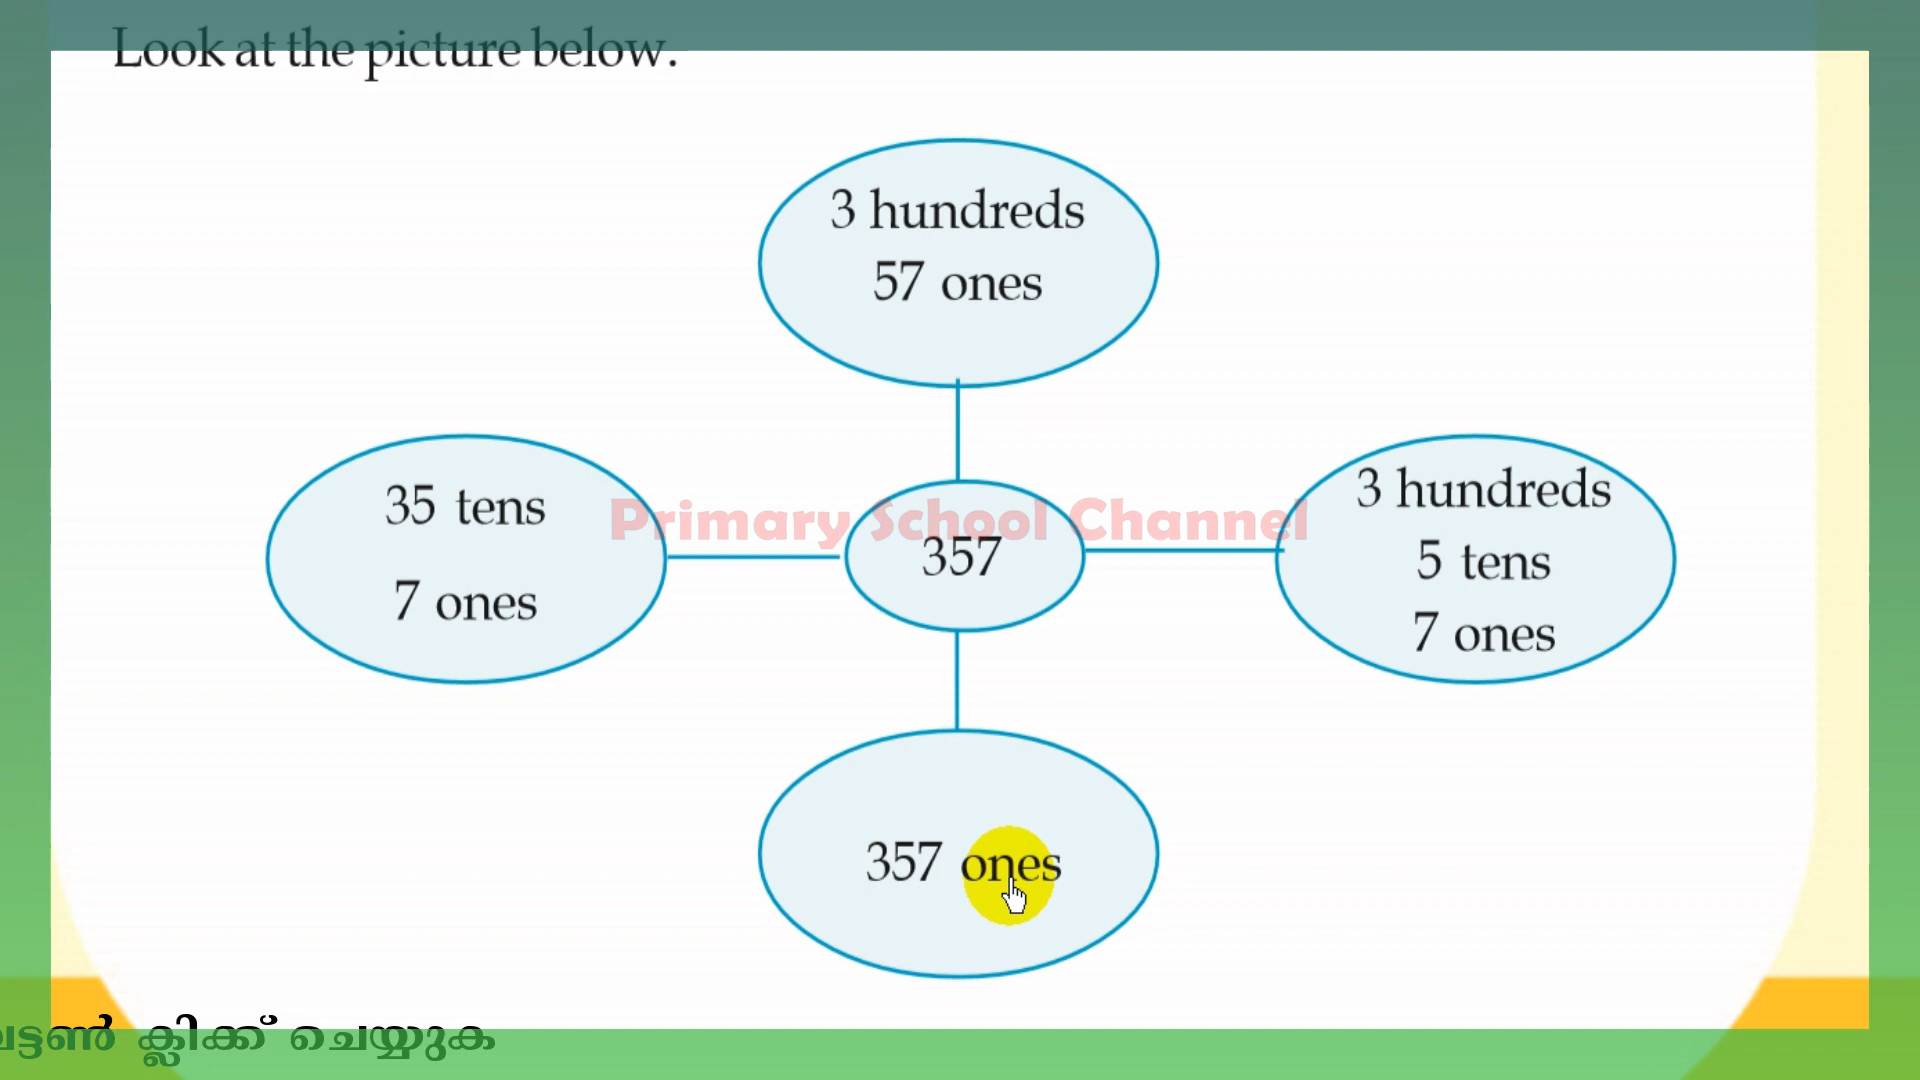 Look at the picture below.
3 hundreds
57 ones
35 tens
7 ones
Primary School Channel
357
3 hundreds
5 tens
7 ones
357 ones
ക്ലിക്ക് ചെയ്യുക